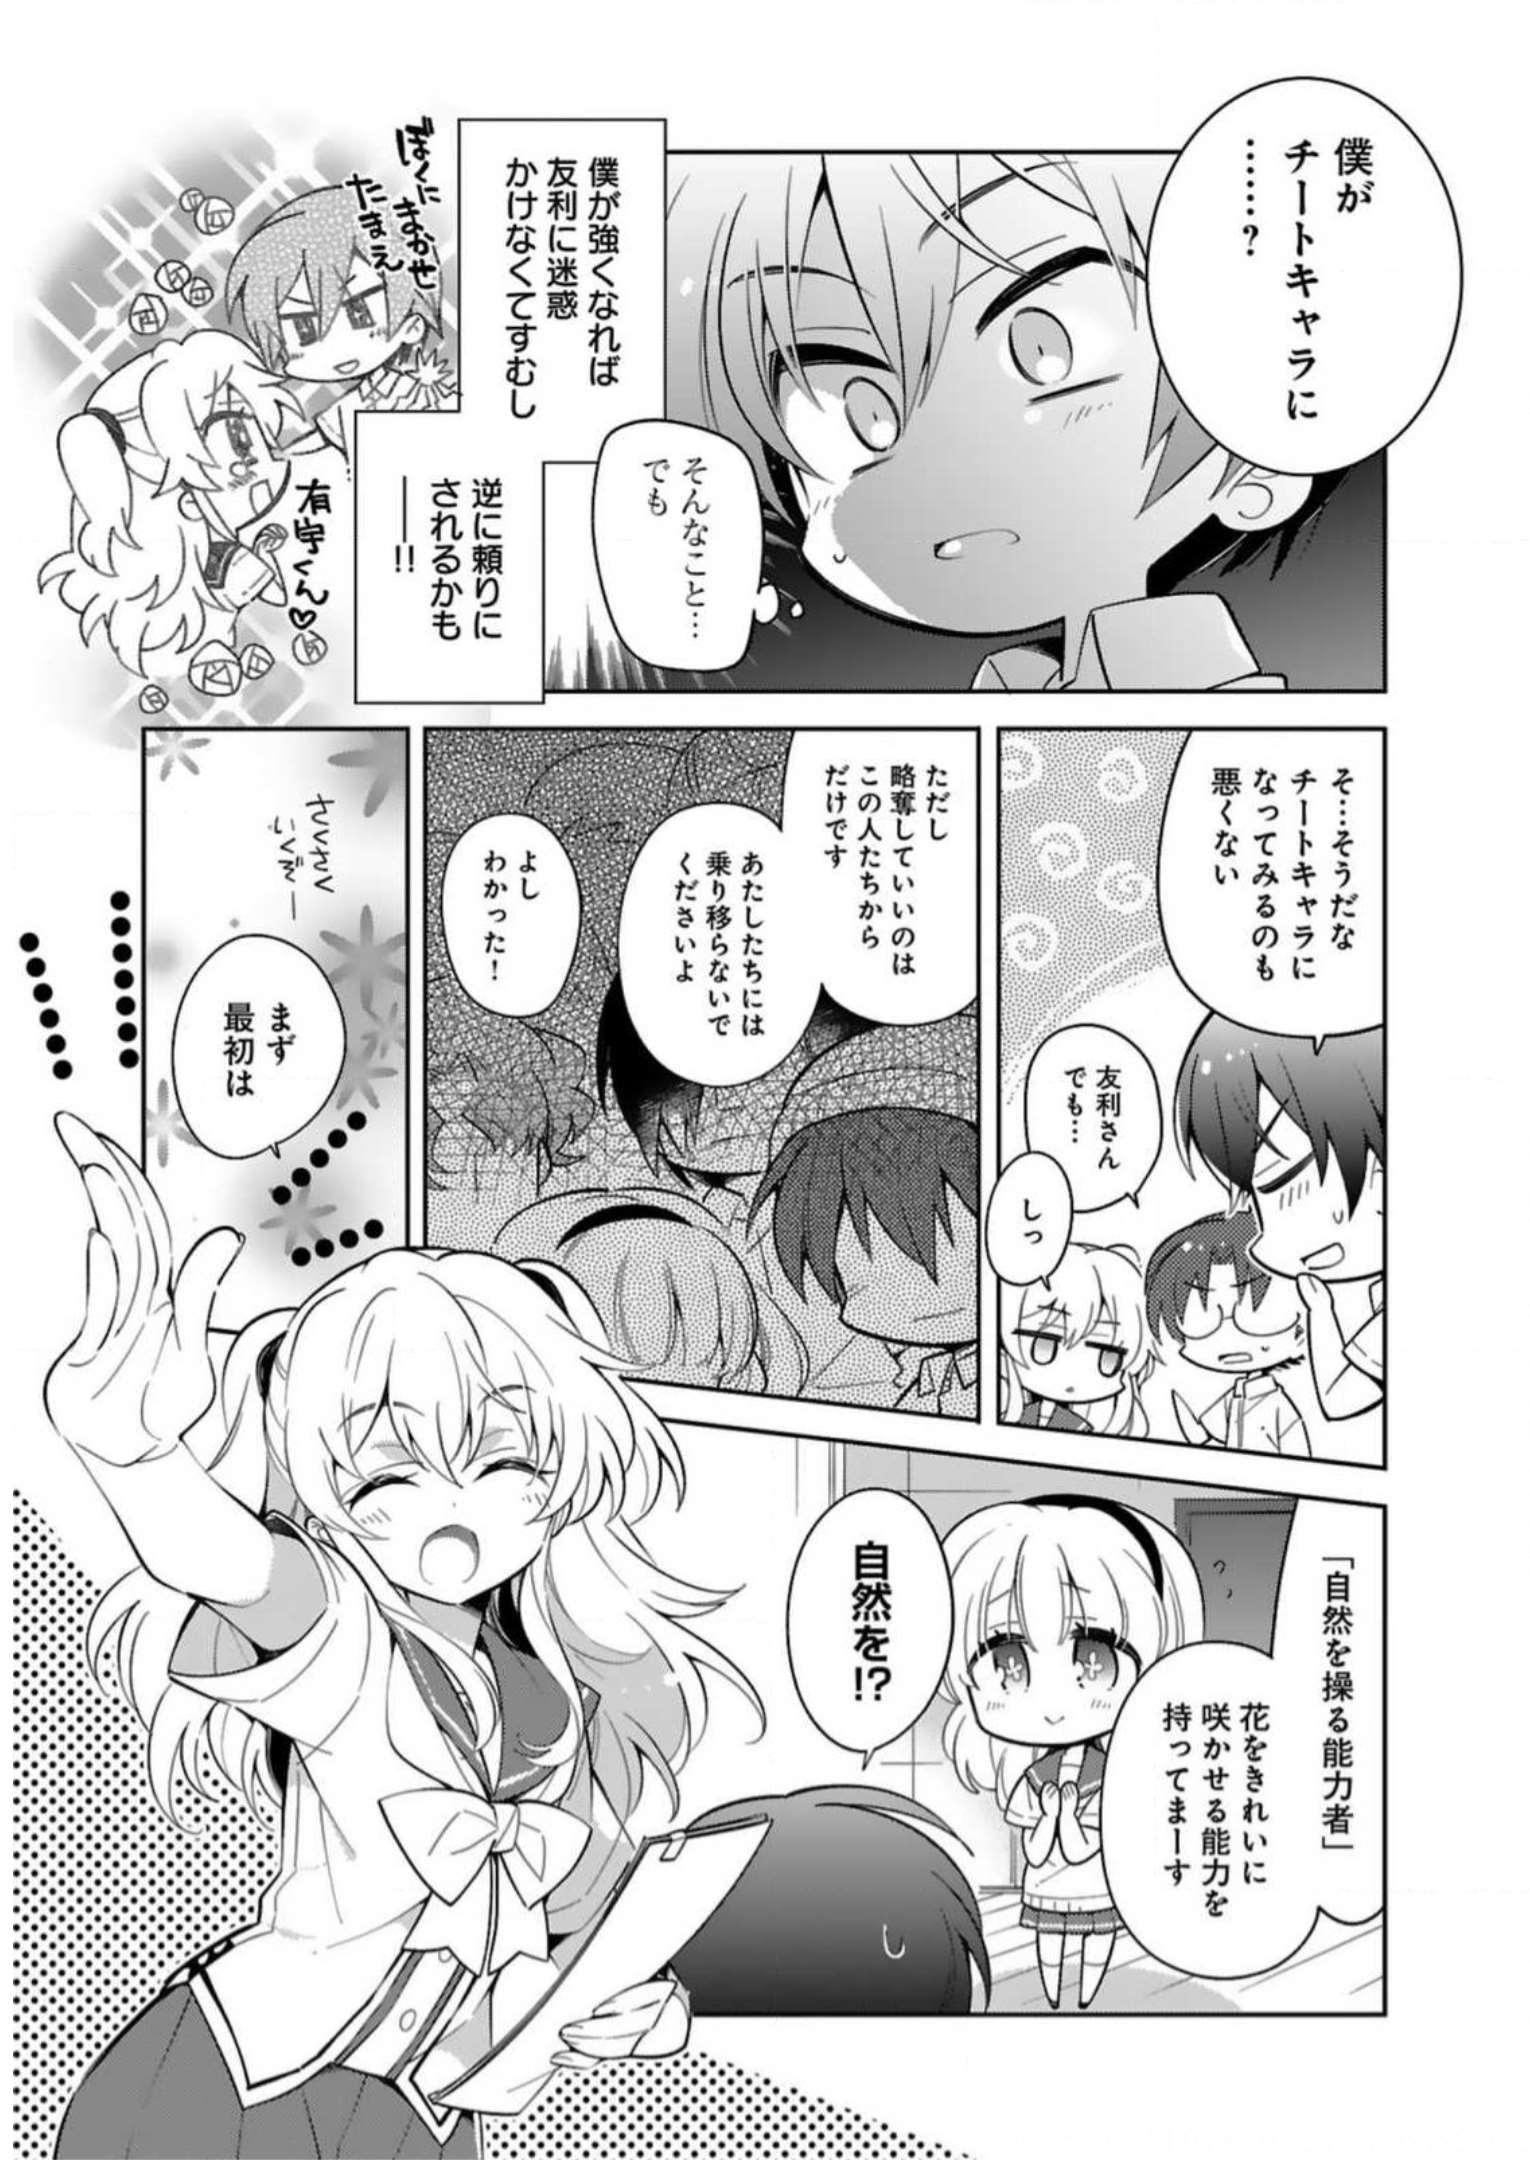 僕が
チートキャラに
……?
そんなこと…
でも
僕が強くなれば
友利に迷惑
かけなくてすむし
逆に頼りに
されるかも
――!!
ぼくに
まかせ
たまえ
有宇くん♡
そ…そうだな
チートキャラに
なってみるのも
悪くない
友利さん
でも…
しっ
ただし
略奪していいのは
この人たちから
だけです
あたしたちには
乗り移らないで
くださいよ
よし
わかった!
さくさく
いくぞー
まず
最初は
「自然を操る能力者」
花をきれいに
咲かせる能力を
持ってまーす
自然を!?